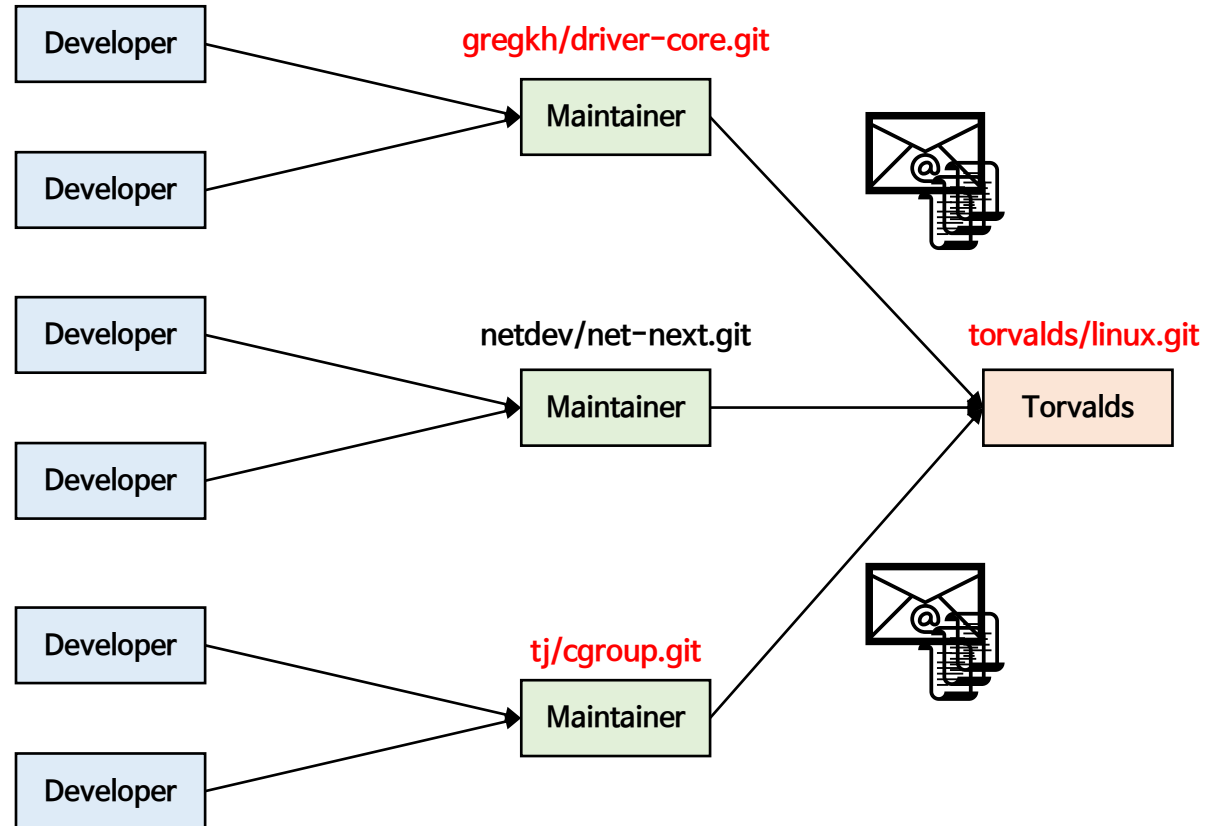 Developer
gregkh/driver-core.git
Maintainer
Developer
Developer
netdev/net-next.git
torvalds/linux.git
Maintainer
Torvalds
Developer
Developer
tj/cgroup.git
Maintainer
Developer
@
@